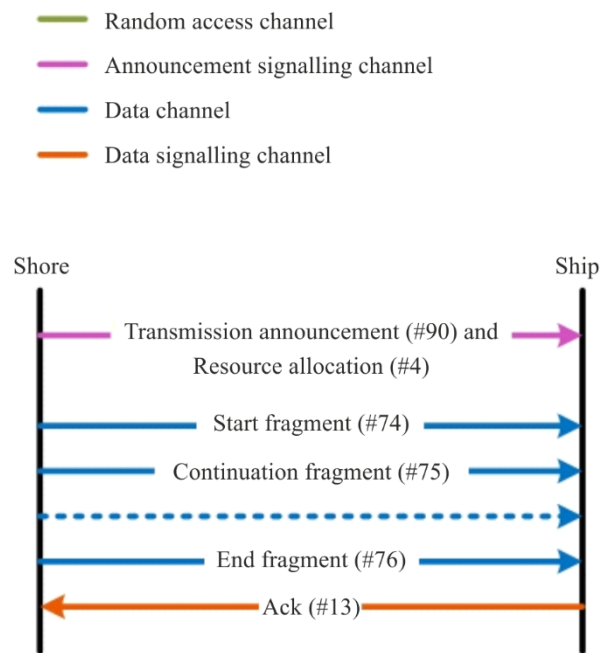 Random access channel
Announcement signalling channel
Data channel
Data signalling channel
Shore
Ship
Transmission announcement (#90) and
Resource allocation (#4)
Start fragment (#74)
Continuation fragment (#75)
End fragment (#76)
Ack (#13)